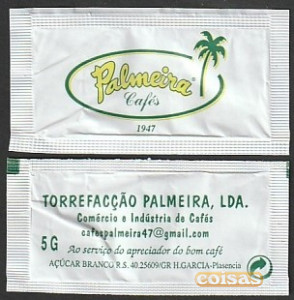 Palmeira®
Cafés
1947
TORREFACÇÃO PALMEIRA, LDA.
Comércio e Indústria de Cafés
cafespalmeira47@gmail.com
5G
Ao serviço do apreciador do bom café
AÇÚCAR BRANCO R.S. 40.25609/GR H.GARCIA-Plasencia
coisas